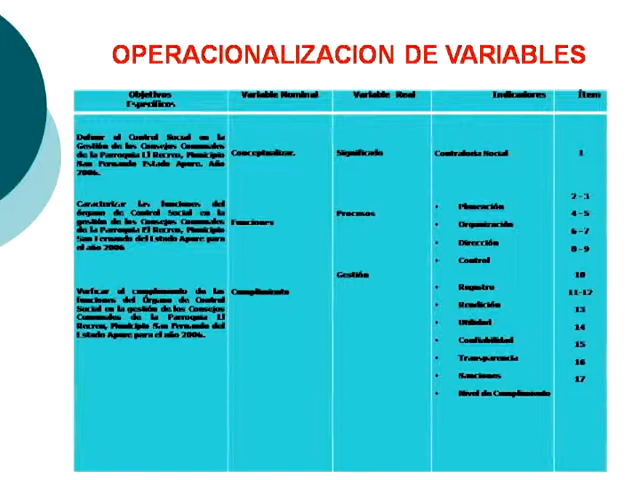 OPERACIONALIZACION DE VARIABLES
Objetivos Específicos
Variable Nominal
Variable Real
Indicadores
Ítem
Definir el Control Social en la
Gestión de los Consejos Comunales
de la Parroquia El Recreo, Municipio
San Fernando Estado Apure. Año
2006.
Conceptualizar.
Significado
Contraloria Social
1
Caracterizar las funciones del
órgano de Control Social en la
gestión de los Consejos Comunales
de la Parroquia El Recreo, Municipio
San Fernando del Estado Apure para
el año 2006
Funciones
Procesos
• Planeación
• Organización
• Dirección
• Control
2-3
4-5
6-7
8-9
Verficar el cumplimiento de las
funciones del Órgano de Control
Social en la gestión de los Consejos
Comunales de la Parroquia El
Recreo, Municipio San Fernando del
Estado Apure para el año 2006.
Cumplimiento
Gestión
• Registro
• Rendición
• Utilidad
• Confiabilidad
• Transparencia
• Sanciones
• Nivel de Cumplimiento
10
11-12
13
14
15
16
17